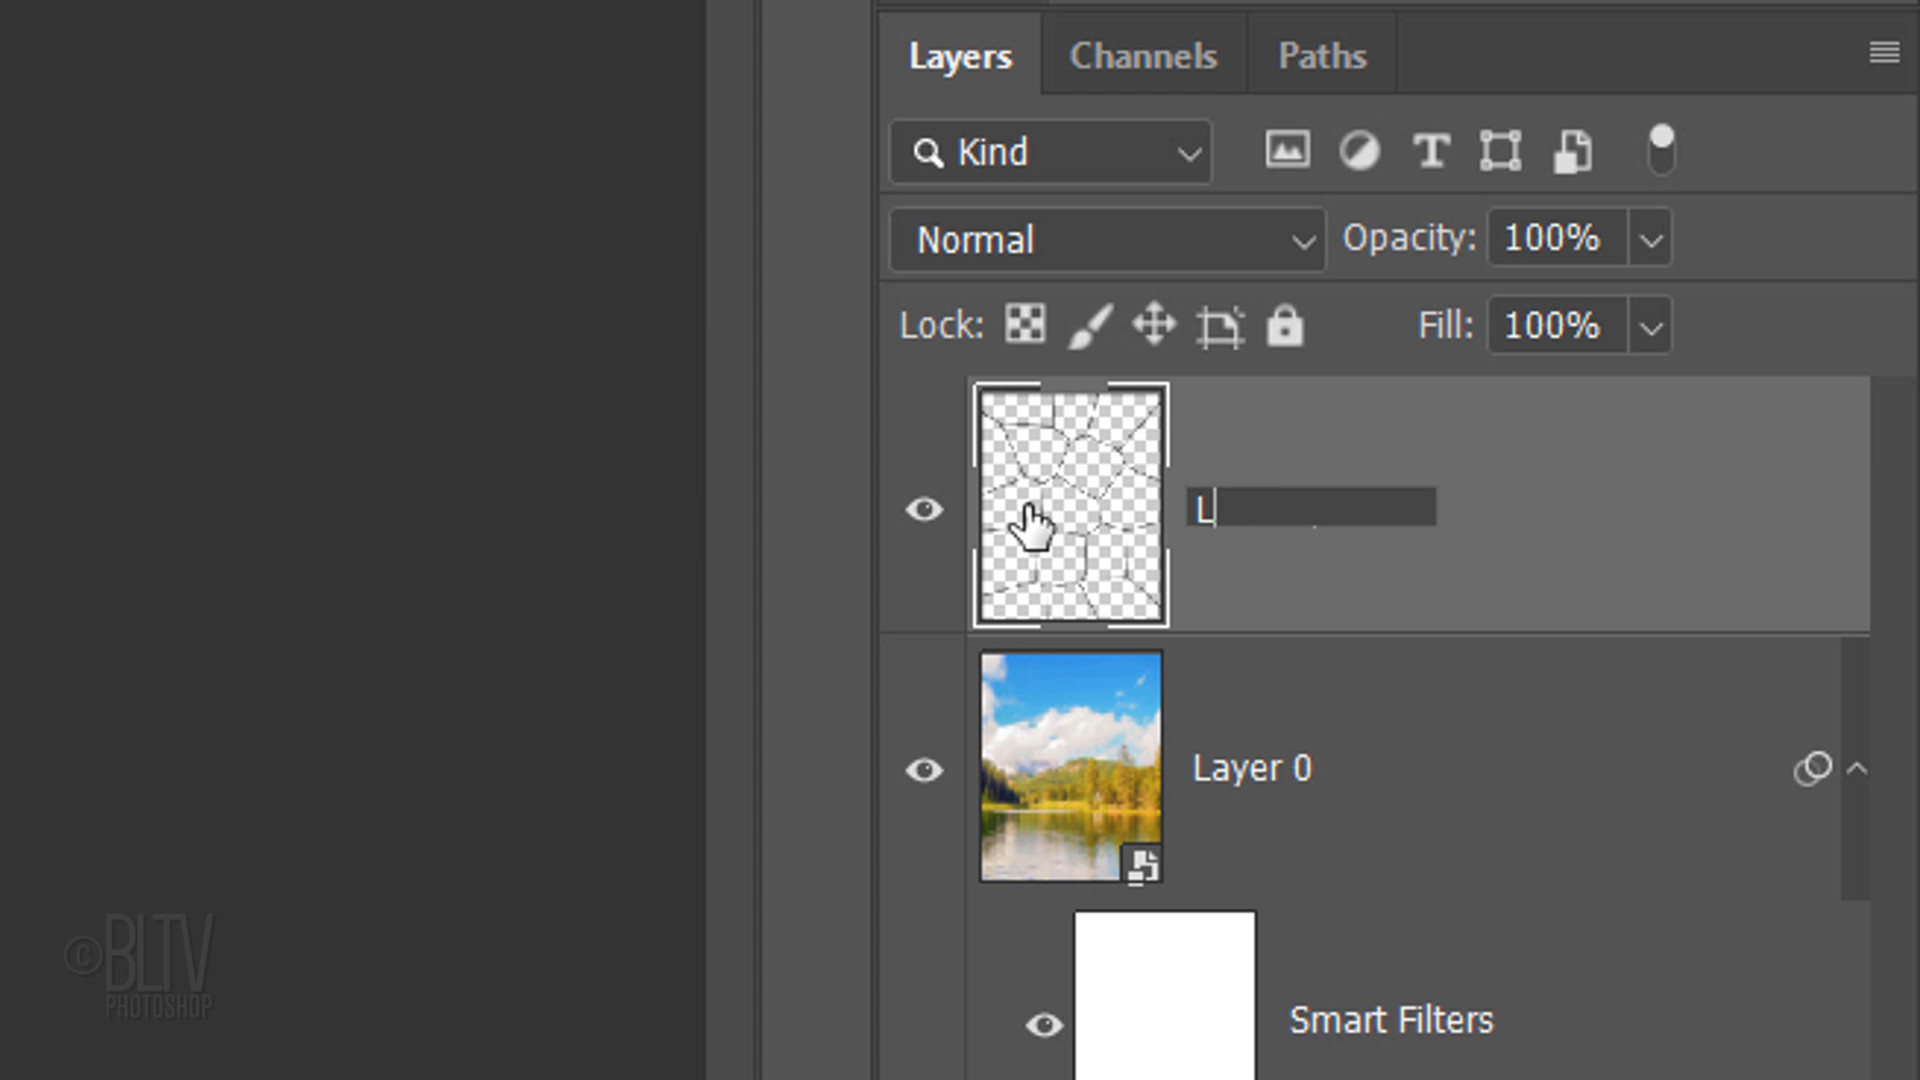 Layers Channels Paths
Kind
Normal Opacity: 100%
Lock: Fill: 100%
L
Layer 0
Smart Filters
©BLTV
PHOTOSHOP